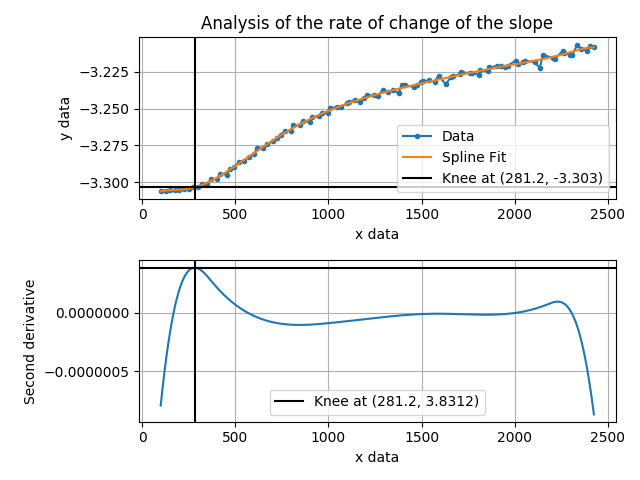 Analysis of the rate of change of the slope
−3.225
−3.250
−3.275
−3.300
y data
Data
Spline Fit
Knee at (281.2, -3.303)
0 500 1000 1500 2000 2500
x data
0.0000000
−0.0000005
Second derivative
Knee at (281.2, 3.8312)
0 500 1000 1500 2000 2500
x data